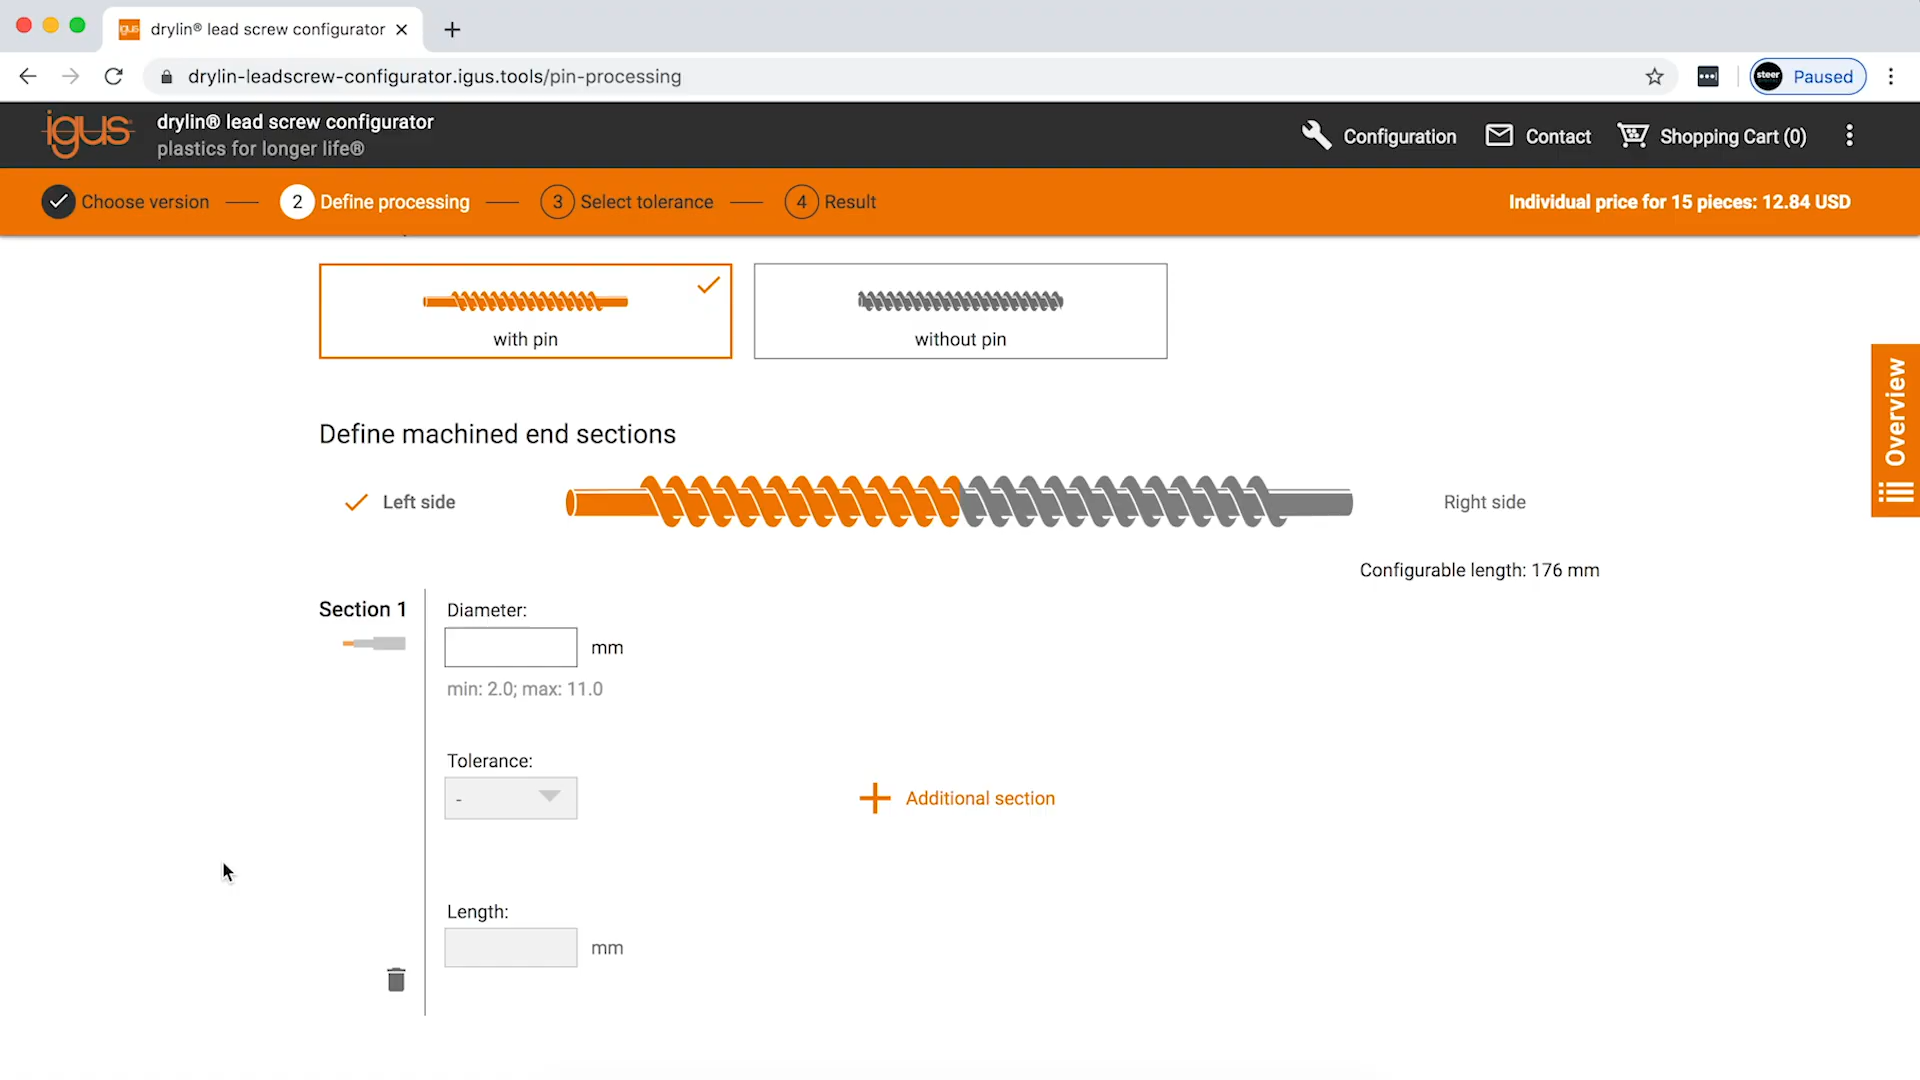 igus
drylin® lead screw configurator
drylin-leadscrew-configurator.igus.tools/pin-processing
steer
Paused
igus
drylin® lead screw configurator
plastics for longer life®
Configuration
Contact
Shopping Cart (0)
Choose version
2 Define processing
3 Select tolerance
4 Result
Individual price for 15 pieces: 12.84 USD
with pin
without pin
Overview
Define machined end sections
Left side
Right side
Configurable length: 176 mm
Section 1
Diameter:
mm
min: 2.0; max: 11.0
Tolerance:
-
Additional section
Length:
mm